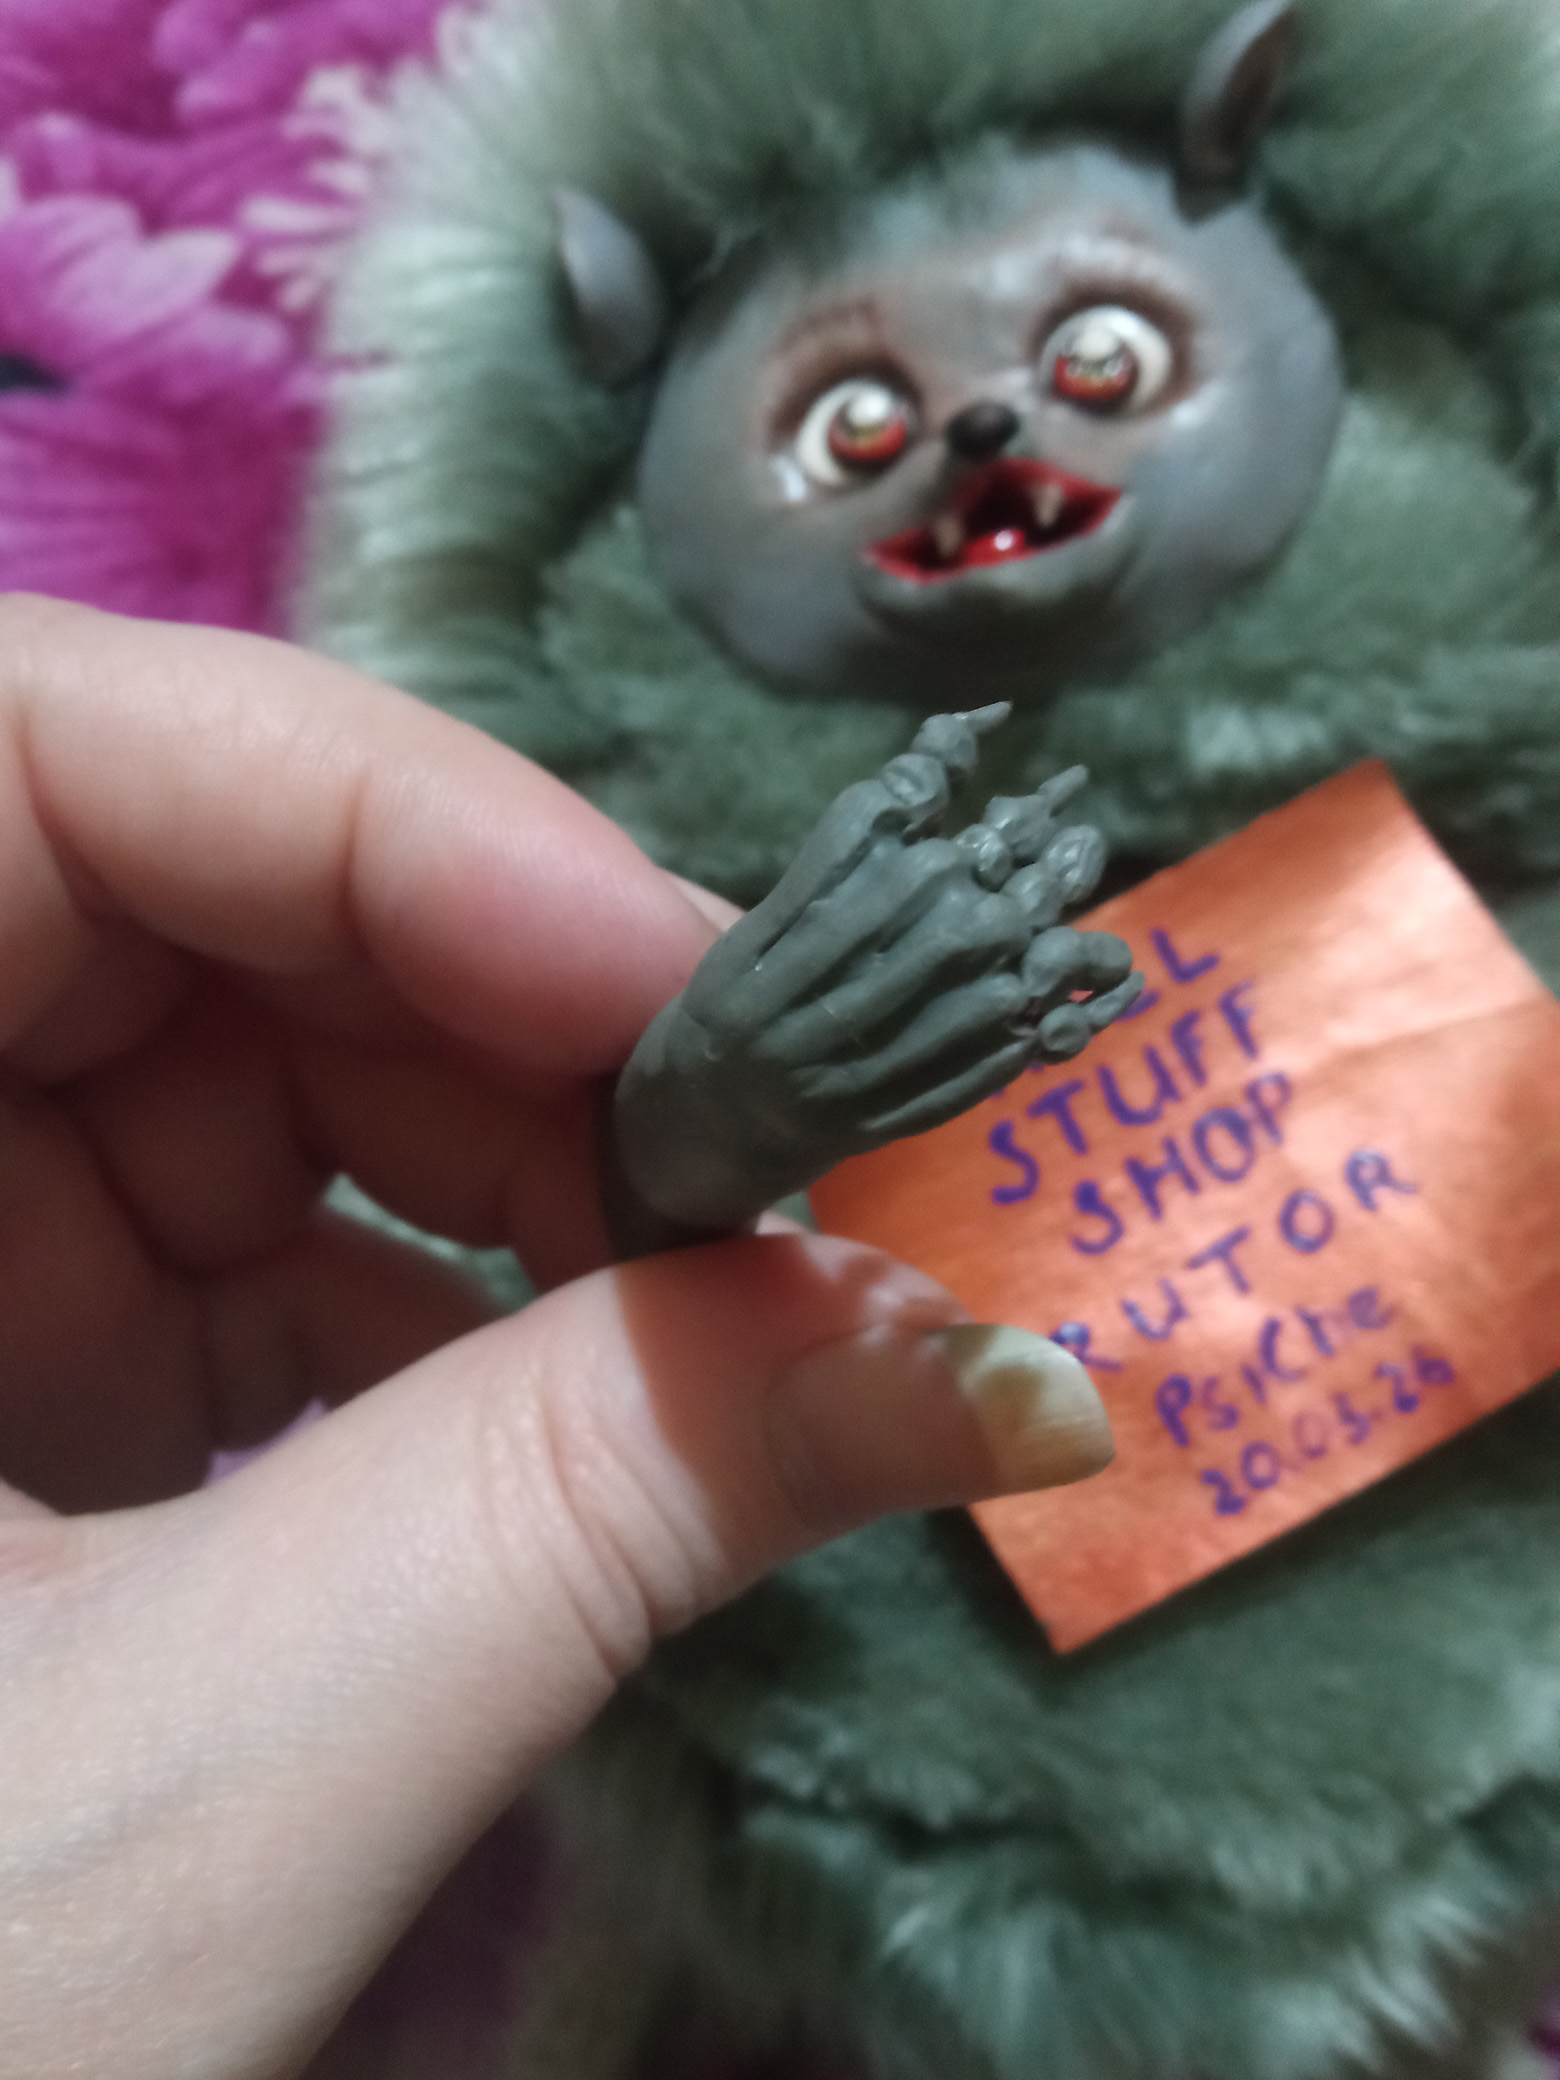 STUFF
SHOP
RUTOR
PSICHE
20.03.26